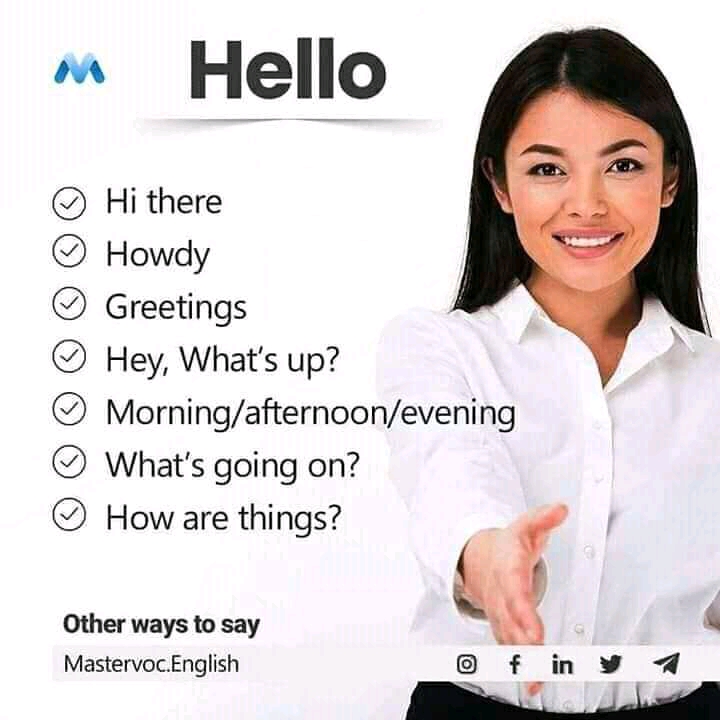 Hello
Hi there
Howdy
Greetings
Hey, What's up?
Morning/afternoon/evening
What's going on?
How are things?
Other ways to say
Mastervoc.English